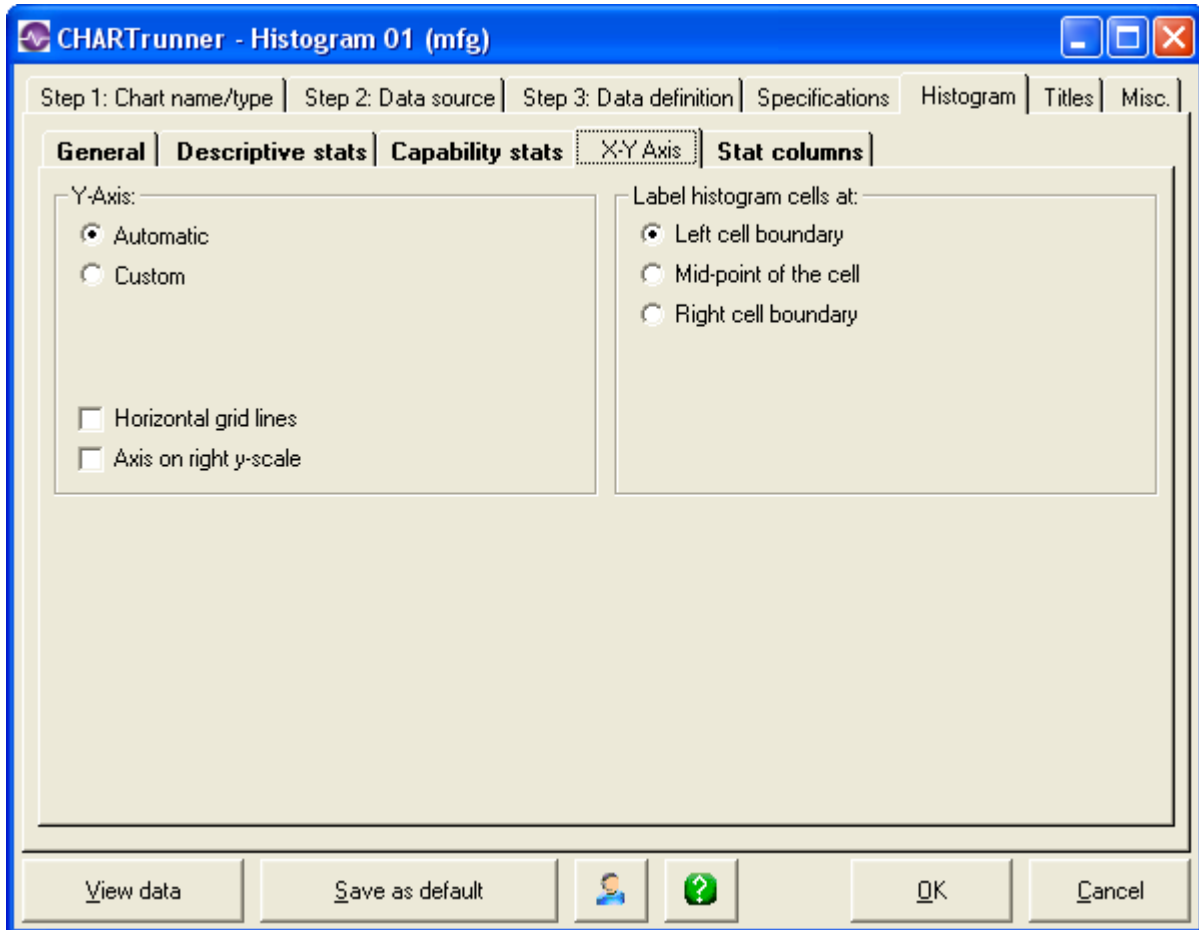 CHARTrunner - Histogram 01 (mfg)
Step 1: Chart name/type Step 2: Data source Step 3: Data definition Specifications Histogram Titles Misc.
General Descriptive stats Capability stats X-Y Axis Stat columns
Y-Axis:
Automatic
Custom
Horizontal grid lines
Axis on right y-scale
Label histogram cells at:
Left cell boundary
Mid-point of the cell
Right cell boundary
View data Save as default ? OK Cancel